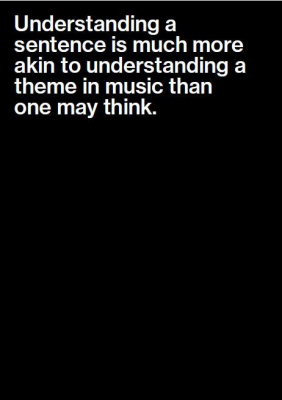 Understanding a
sentence is much more
akin to understanding a
theme in music than
one may think.